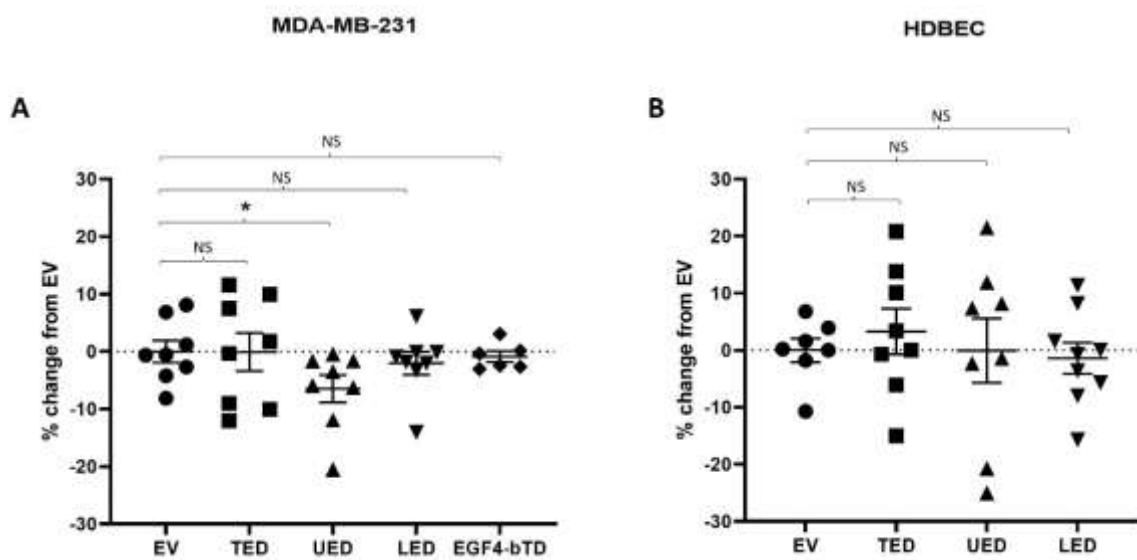 MDA-MB-231
HDBEC
A
B
NS
NS
*
NS
30
20
10
0
-10
-20
-30
% change from EV
EV TED UED LED EGF4-bTD
NS
NS
NS
30
20
10
0
-10
-20
-30
% change from EV
EV TED UED LED